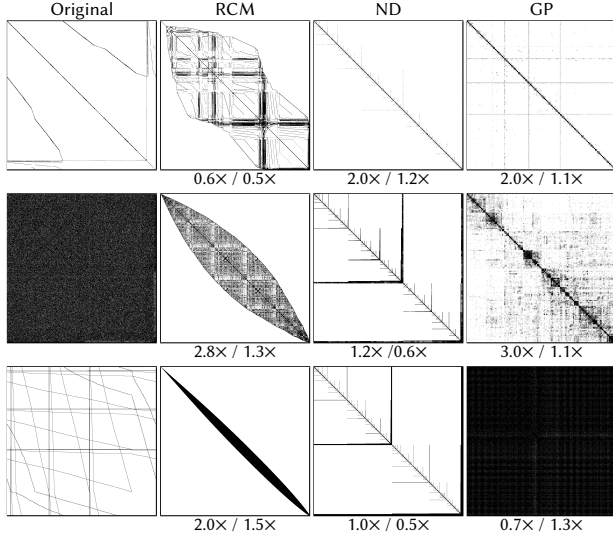 Original RCM ND GP
0.6× / 0.5× 2.0× / 1.2× 2.0× / 1.1×
2.8× / 1.3× 1.2× /0.6× 3.0× / 1.1×
2.0× / 1.5× 1.0× / 0.5× 0.7× / 1.3×